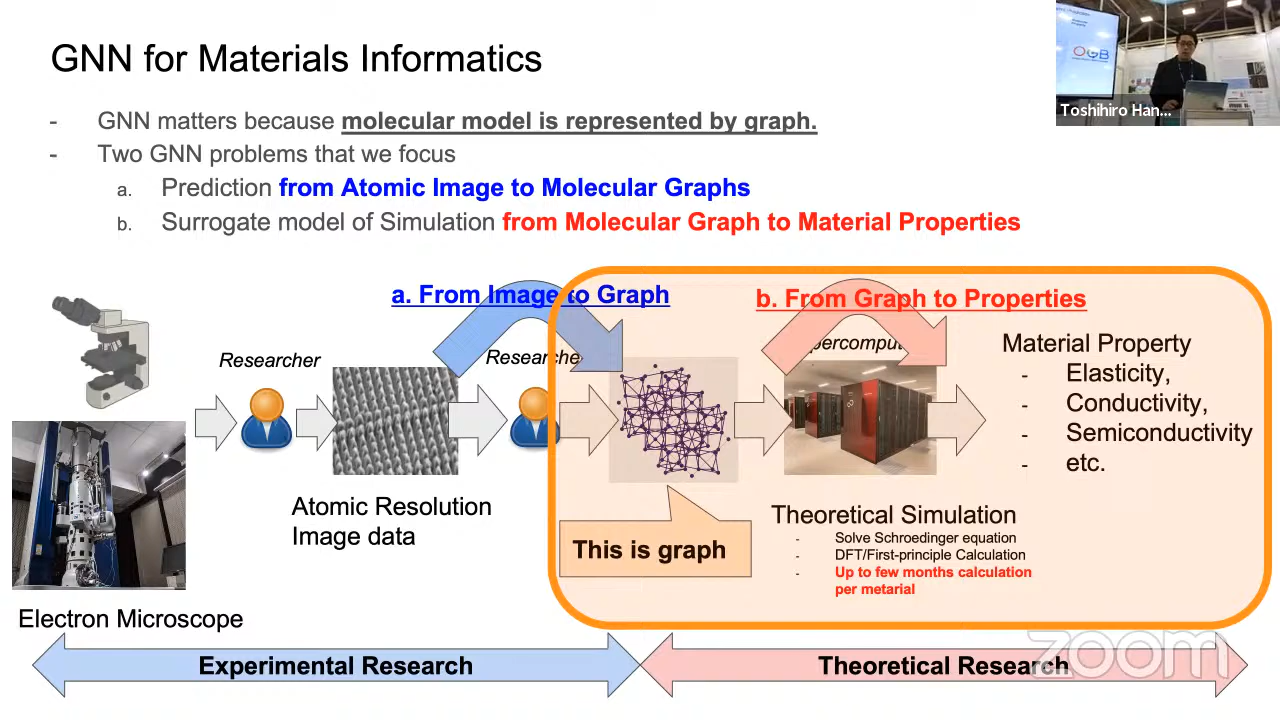 GNN for Materials Informatics
OGB
Toshihiro Han...
- GNN matters because molecular model is represented by graph.
- Two GNN problems that we focus
a. Prediction from Atomic Image to Molecular Graphs
b. Surrogate model of Simulation from Molecular Graph to Material Properties
a. From Image to Graph
b. From Graph to Properties
Researcher
Researche
percomput
Material Property
- Elasticity,
- Conductivity,
- Semiconductivity
- etc.
Atomic Resolution
Image data
This is graph
Theoretical Simulation
- Solve Schroedinger equation
- DFT/First-principle Calculation
- Up to few months calculation
per metarial
Electron Microscope
Experimental Research
Theoretical Research
zoom